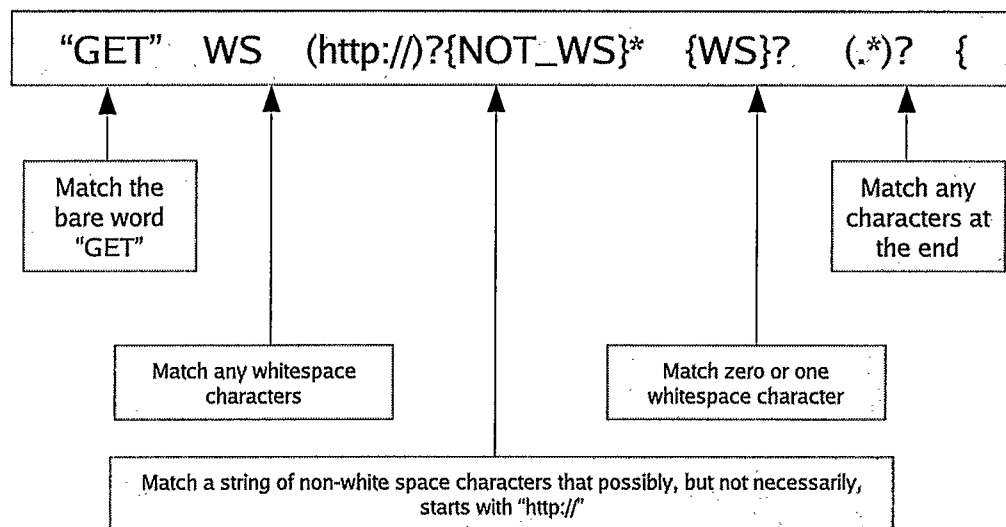 “GET” WS (http://)?{NOT_WS}* {WS}? (.*)? {
Match the
bare word
“GET”
Match any
characters at
the end
Match any whitespace
characters
Match zero or one
whitespace character
Match a string of non-white space characters that possibly, but not necessarily,
starts with “http://”